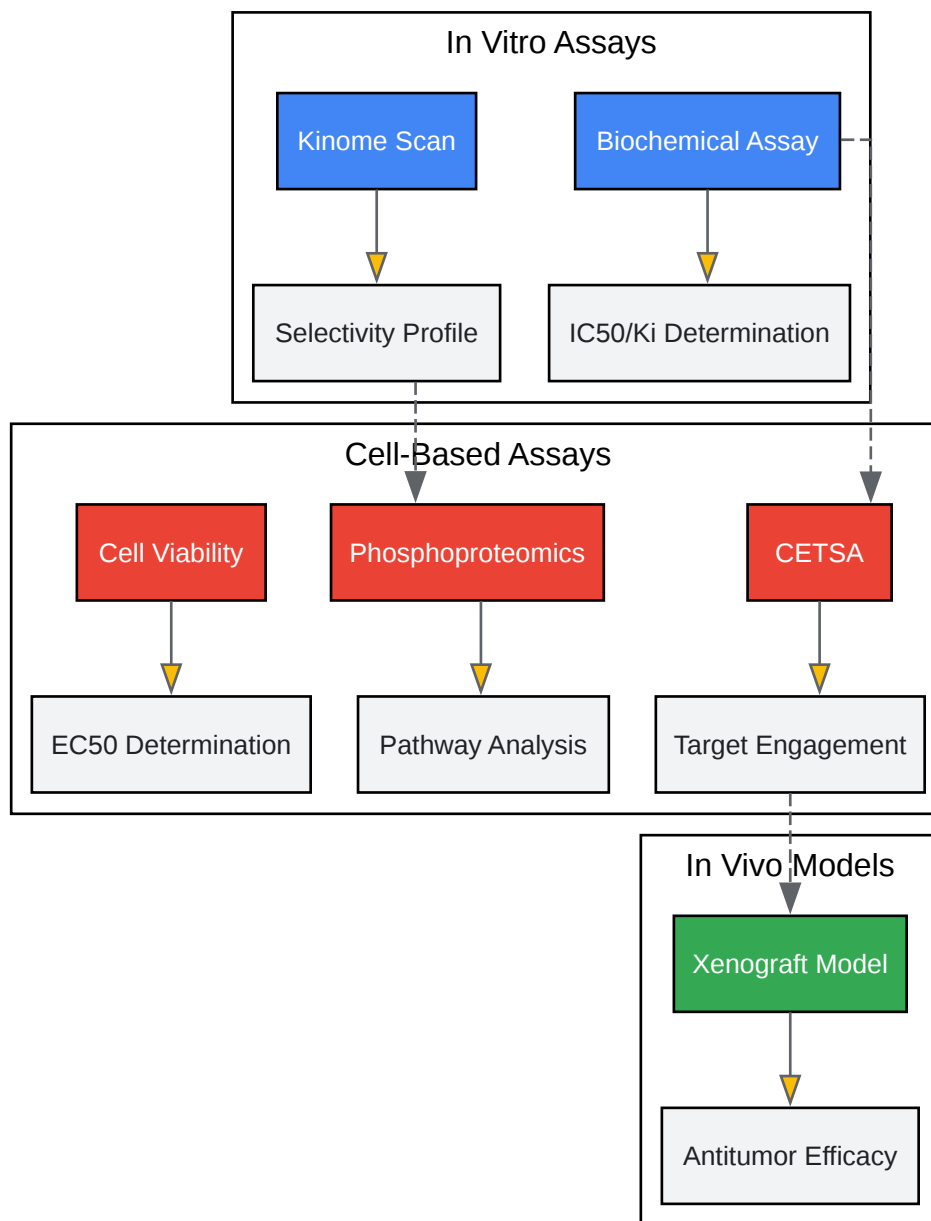 In Vitro Assays
Kinome Scan
Biochemical Assay
Selectivity Profile
IC50/Ki Determination
Cell-Based Assays
Cell Viability
Phosphoproteomics
CETSA
EC50 Determination
Pathway Analysis
Target Engagement
In Vivo Models
Xenograft Model
Antitumor Efficacy